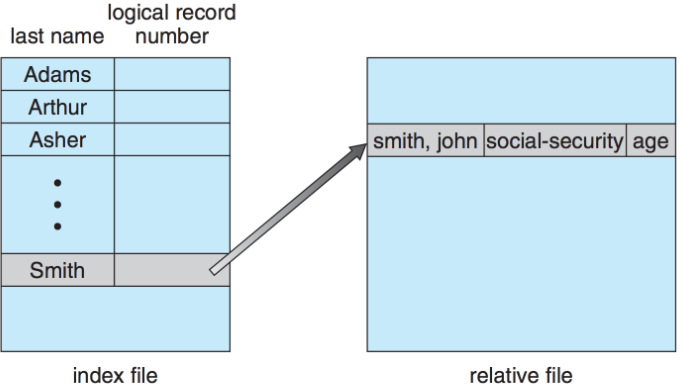 logical record
last name number
Adams
Arthur
Asher
Smith
smith, john social-security age
index file
relative file